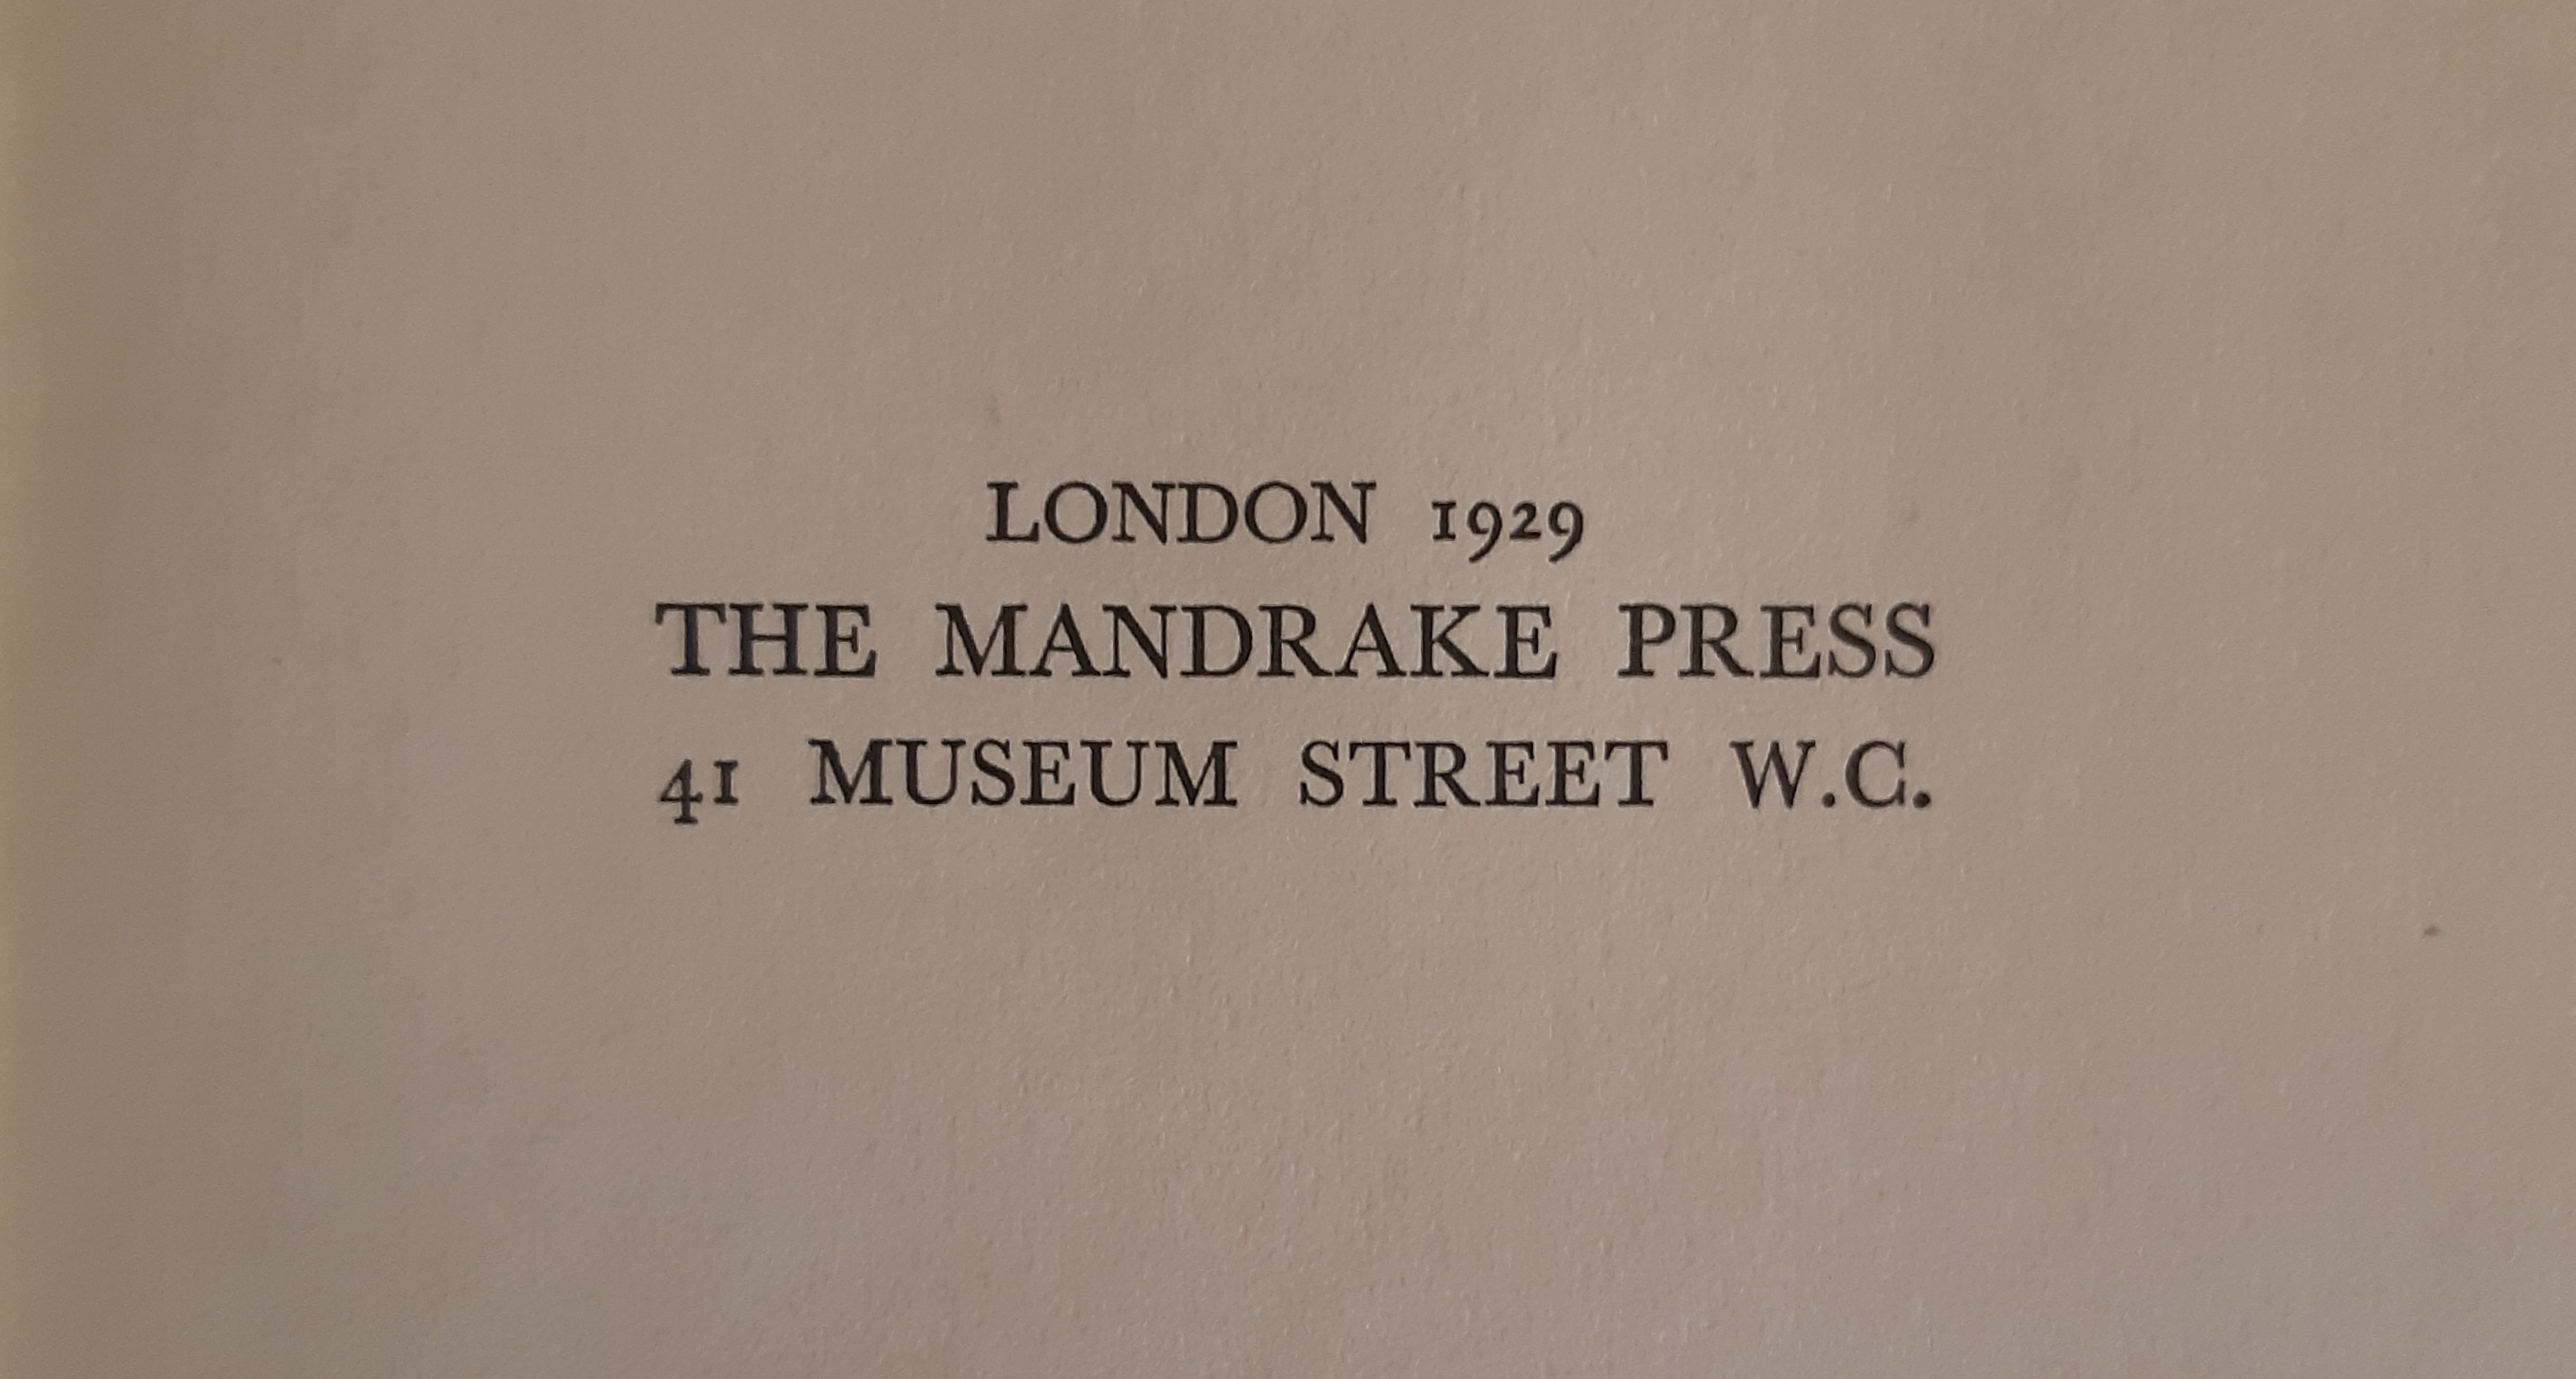 LONDON 1929
THE MANDRAKE PRESS
41 MUSEUM STREET W.C.